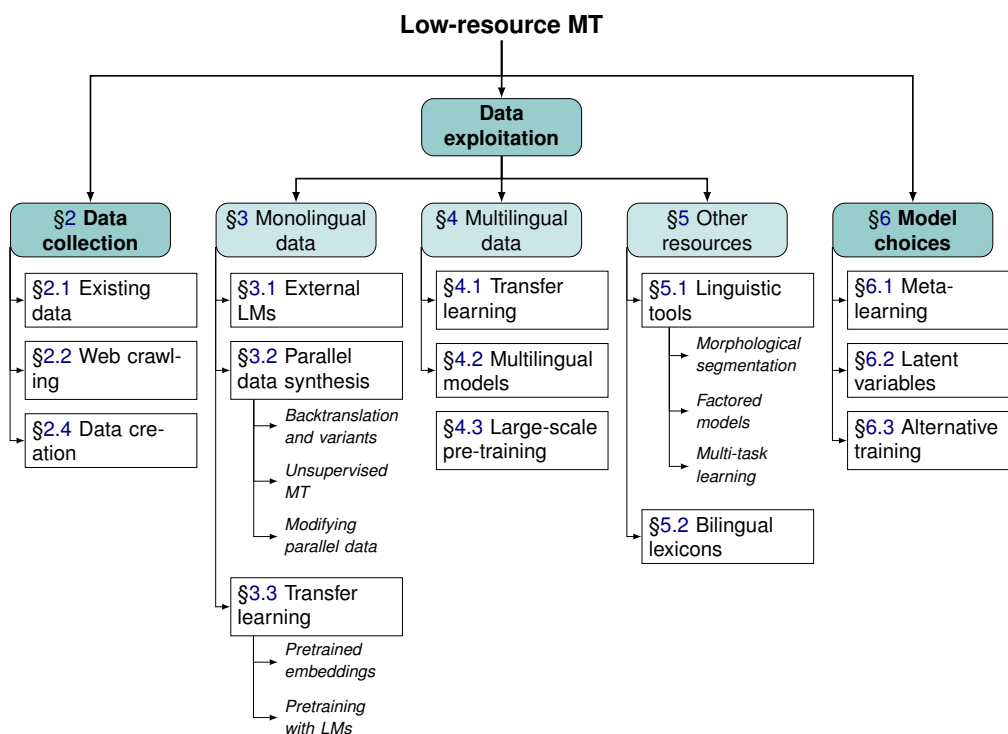 Low-resource MT
Data
exploitation
§2 Data
collection
§2.1 Existing
data
§2.2 Web crawl-
ing
§2.4 Data cre-
ation
§3 Monolingual
data
§3.1 External
LMs
§3.2 Parallel
data synthesis
Backtranslation
and variants
Unsupervised
MT
Modifying
parallel data
§3.3 Transfer
learning
Pretrained
embeddings
Pretraining
with LMs
§4 Multilingual
data
§4.1 Transfer
learning
§4.2 Multilingual
models
§4.3 Large-scale
pre-training
§5 Other
resources
§5.1 Linguistic
tools
Morphological
segmentation
Factored
models
Multi-task
learning
§5.2 Bilingual
lexicons
§6 Model
choices
§6.1 Meta-
learning
§6.2 Latent
variables
§6.3 Alternative
training